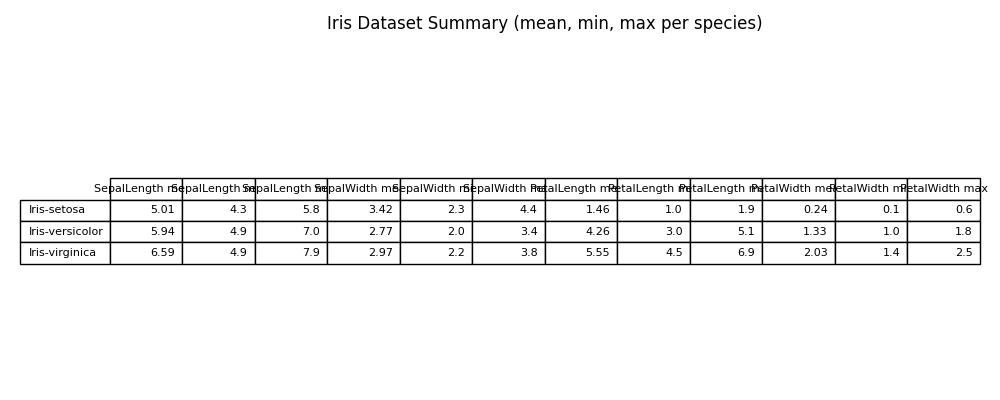 Iris Dataset Summary (mean, min, max per species)
SepalLength SepalLength SepalLength SepalWidth SepalWidth SepalWidth PetalLength PetalLength PetalLength PetalWidth PetalWidth PetalWidth max
Iris-setosa 5.01 4.3 5.8 3.42 2.3 4.4 1.46 1.0 1.9 0.24 0.1 0.6
Iris-versicolor 5.94 4.9 7.0 2.77 2.0 3.4 4.26 3.0 5.1 1.33 1.0 1.8
Iris-virginica 6.59 4.9 7.9 2.97 2.2 3.8 5.55 4.5 6.9 2.03 1.4 2.5